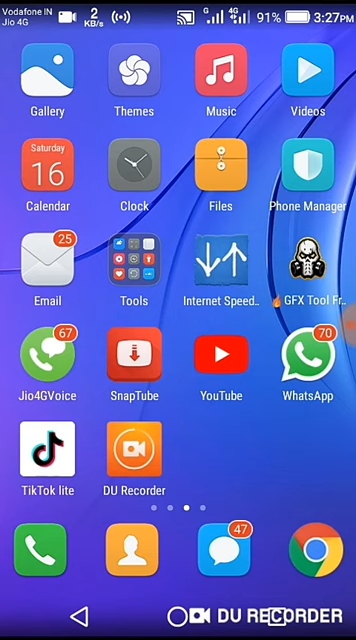 Vodafone IN
Jio 4G
2
KB/s
G
4G
91%
3:27PM
Gallery
Themes
Music
Videos
Saturday
16
Calendar
Clock
Files
Phone Manager
25
Email
Tools
Internet Speed..
GFX Tool Fr..
67
Jio4GVoice
SnapTube
YouTube
70
WhatsApp
TikTok lite
DU Recorder
47
DU RECORDER